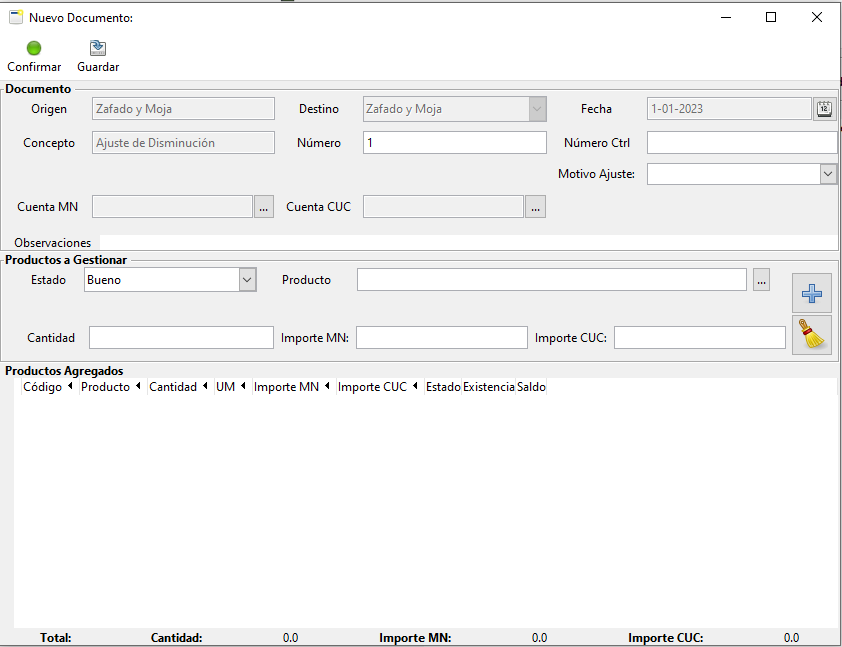 Nuevo Documento:
Confirmar Guardar
Documento
Origen Zafado y Moja Destino Zafado y Moja Fecha 1-01-2023
Concepto Ajuste de Disminución Número 1 Número Ctrl
Motivo Ajuste:
Cuenta MN ... Cuenta CUC ...
Observaciones
Productos a Gestionar
Estado Bueno Producto ...
Cantidad Importe MN: Importe CUC:
Productos Agregados
Código Producto Cantidad UM Importe MN Importe CUC Estado Existencia Saldo
Total: Cantidad: 0.0 Importe MN: 0.0 Importe CUC: 0.0